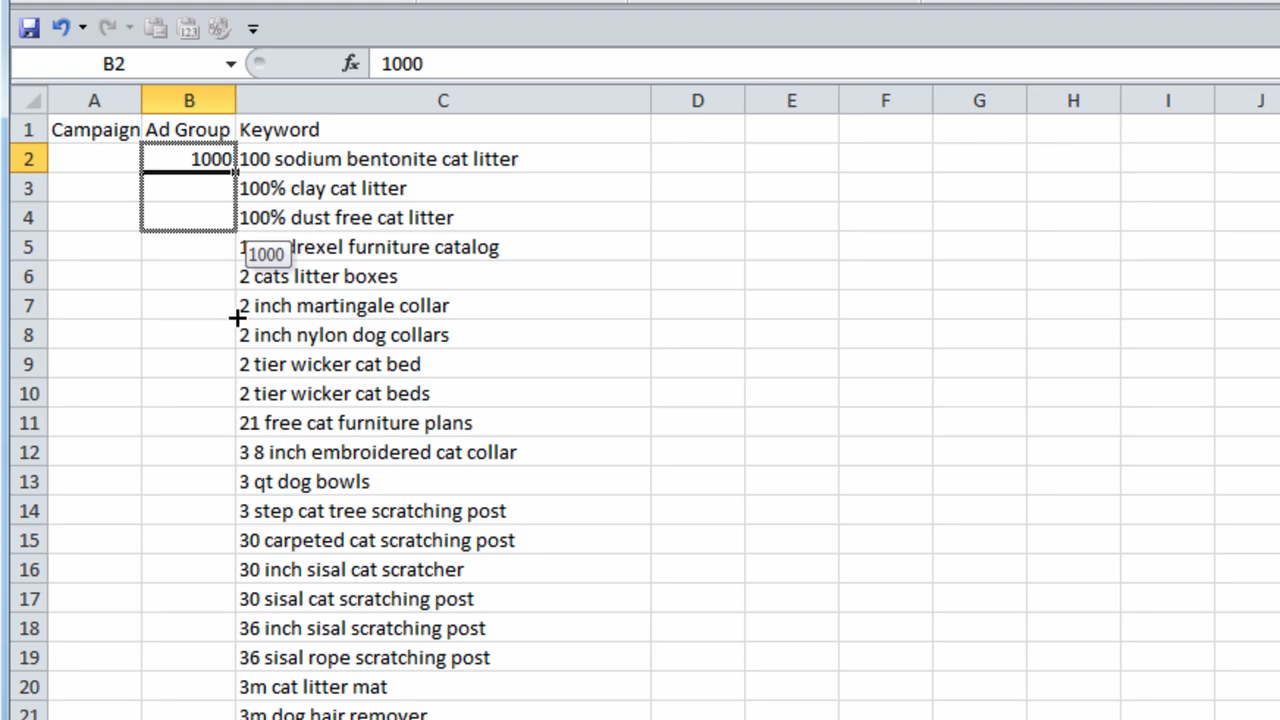 123
B2 fx 1000
A B C D E F G H I J
1 Campaign Ad Group Keyword
2 1000 100 sodium bentonite cat litter
3 100% clay cat litter
4 100% dust free cat litter
5 drexel furniture catalog
1000
6 2 cats litter boxes
7 2 inch martingale collar
8 2 inch nylon dog collars
9 2 tier wicker cat bed
10 2 tier wicker cat beds
11 21 free cat furniture plans
12 3 8 inch embroidered cat collar
13 3 qt dog bowls
14 3 step cat tree scratching post
15 30 carpeted cat scratching post
16 30 inch sisal cat scratcher
17 30 sisal cat scratching post
18 36 inch sisal scratching post
19 36 sisal rope scratching post
20 3m cat litter mat
21 3m dog hair remover